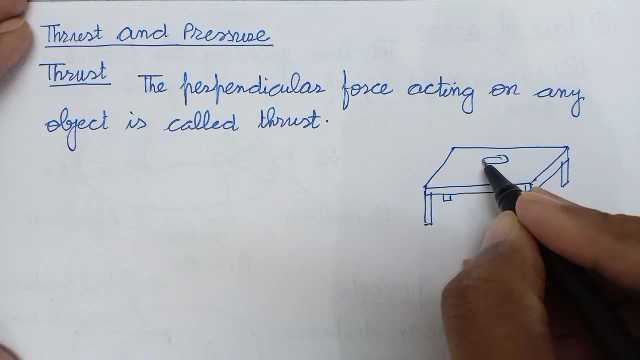 Thrust and Pressure
Thrust The perpendicular force acting on any
object is called thrust.